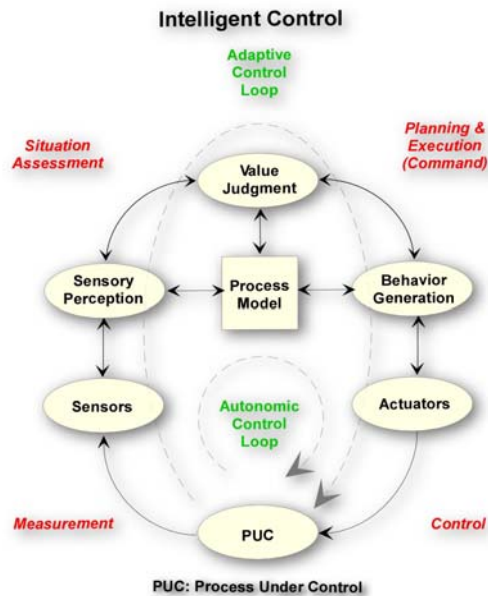 Intelligent Control
Adaptive
Control
Loop
Situation
Assessment
Planning &
Execution
(Command)
Value
Judgment
Sensory
Perception
Process
Model
Behavior
Generation
Sensors
Autonomic
Control
Loop
Actuators
Measurement
PUC
Control
PUC: Process Under Control